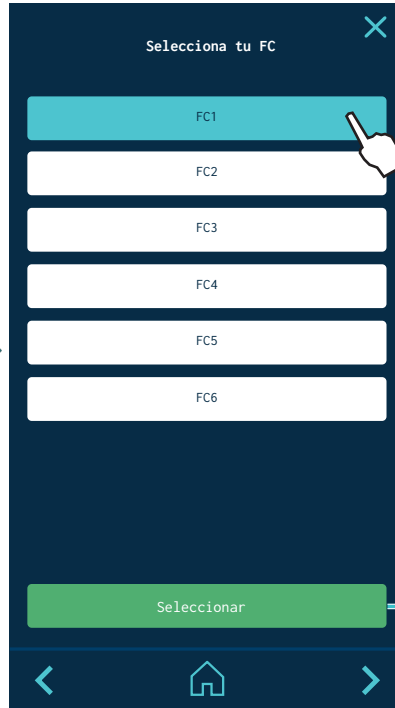 Selecciona tu FC
FC1
FC2
FC3
FC4
FC5
FC6
Seleccionar